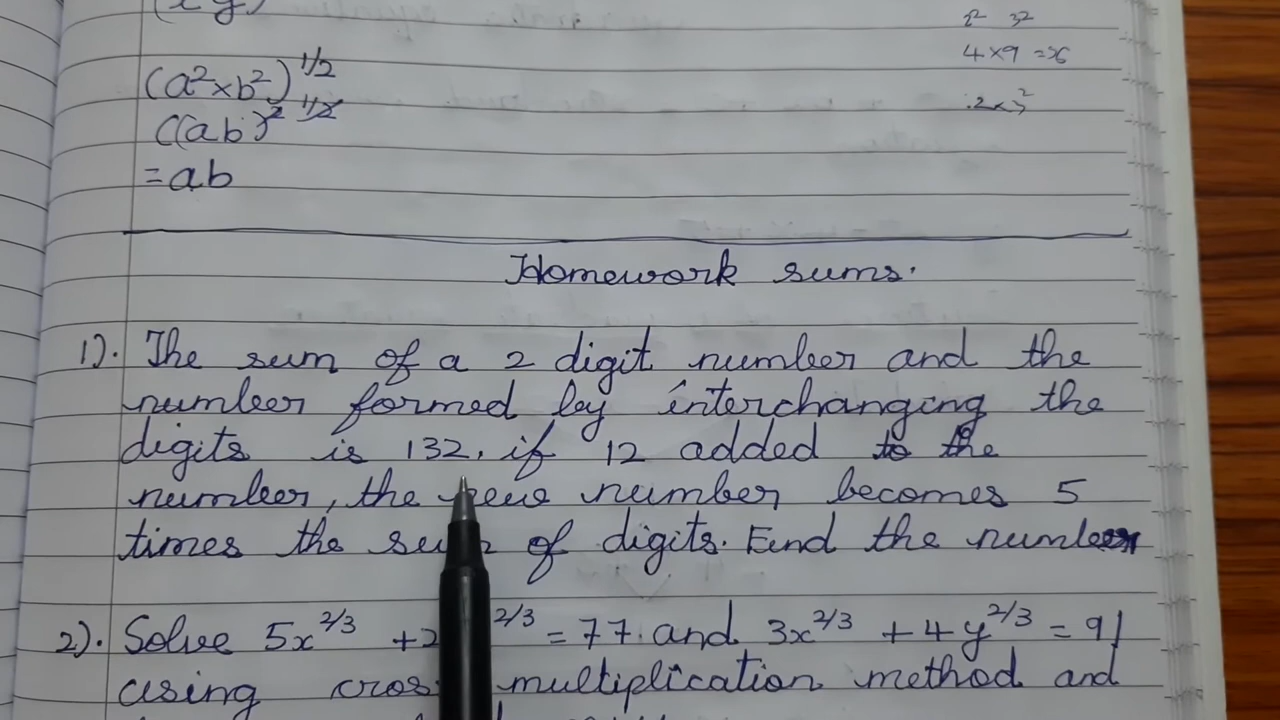 (a²×b²)^1/2
((ab)² ^1/2
=ab
2² 3²
4×9 =36
2×3²
Homework sums.
1). The sum of a 2 digit number and the
number formed by interchanging the
digits is 132, if 12 added to the
number, the new number becomes 5
times the sum of digits. Find the number
2). Solve 5x^2/3 +2 ^2/3 =77 and 3x^2/3 +4y^2/3 =91
using multiplication method and